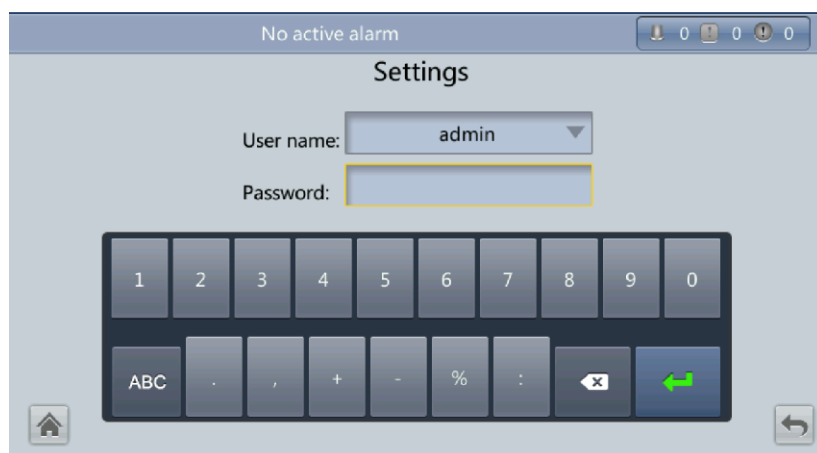 No active alarm 0 0 0
Settings
User name: admin
Password:
1 2 3 4 5 6 7 8 9 0
ABC . , + - % :